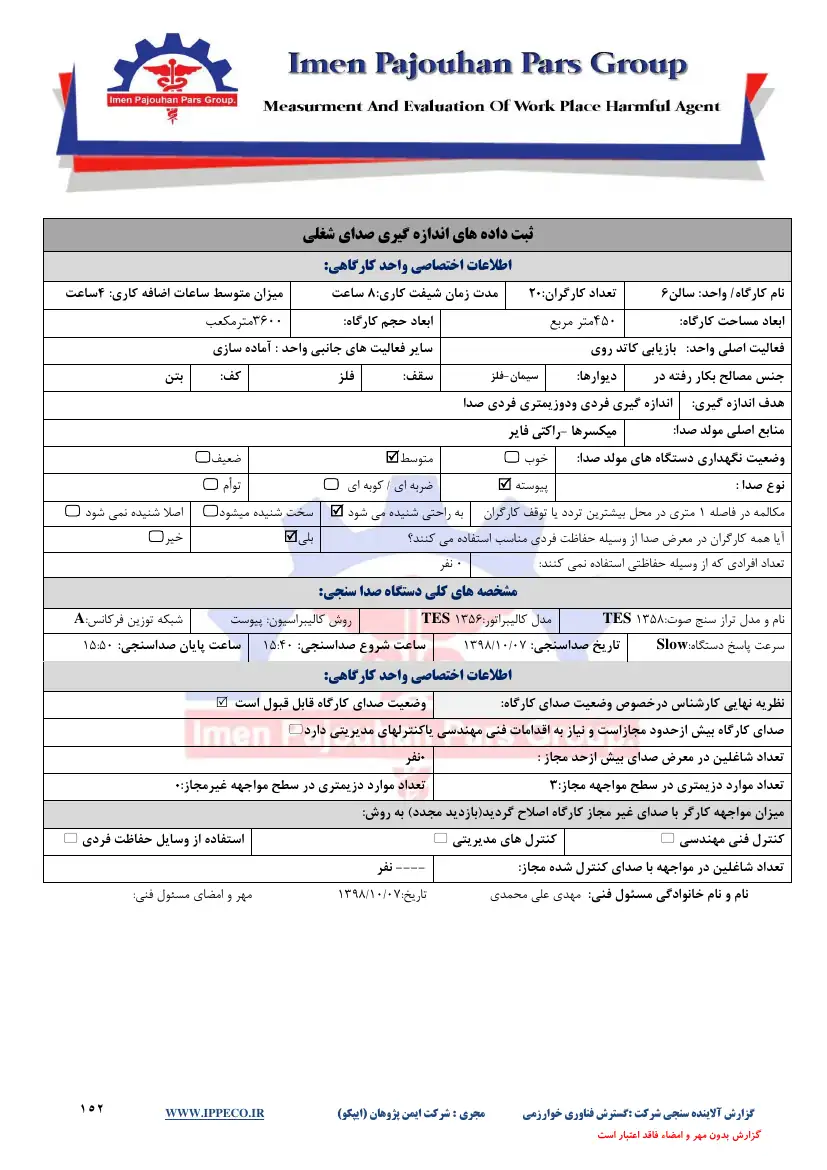 Imen Pajouhan Pars Group
Imen Pajouhan Pars Group.
Measurment And Evaluation Of Work Place Harmful Agent
ثبت داده های اندازه گیری صدای شغلی
اطلاعات اختصاصی واحد کارگاهی:
نام کارگاه/ واحد: سالن۶ تعداد کارگران:۲۰ مدت زمان شیفت کاری:۸ ساعت میزان متوسط ساعات اضافه کاری: ۴ساعت
ابعاد مساحت کارگاه: ۴۵۰متر مربع ابعاد حجم کارگاه: ۳۶۰۰مترمکعب
فعالیت اصلی واحد: بازیابی کاتد روی سایر فعالیت های جانبی واحد : آماده سازی
جنس مصالح بکار رفته در دیوارها: سیمان-فلز سقف: فلز کف: بتن
هدف اندازه گیری: اندازه گیری فردی ودوزیمتری فردی صدا
منابع اصلی مولد صدا: میکسرها -راکتی فایر
وضعیت نگهداری دستگاه های مولد صدا: خوب ☐ متوسط☑ ضعیف☐
نوع صدا : پیوسته ☑ ضربه ای / کوبه ای ☐ توأم ☐
مکالمه در فاصله ۱ متری در محل بیشترین تردد یا توقف کارگران به راحتی شنیده می شود ☑ سخت شنیده میشود☐ اصلا شنیده نمی شود ☐
آیا همه کارگران در معرض صدا از وسیله حفاظت فردی مناسب استفاده می کنند؟ بلی☑ خیر☐
تعداد افرادی که از وسیله حفاظتی استفاده نمی کنند: ۰ نفر
مشخصه های کلی دستگاه صدا سنجی:
نام و مدل تراز سنج صوت:TES ۱۳۵۸ مدل کالیبراتور:TES ۱۳۵۶ روش کالیبراسیون: پیوست شبکه توزین فرکانس:A
سرعت پاسخ دستگاه:Slow تاریخ صداسنجی: ۱۳۹۸/۱۰/۰۷ ساعت شروع صداسنجی: ۱۵:۴۰ ساعت پایان صداسنجی: ۱۵:۵۰
اطلاعات اختصاصی واحد کارگاهی:
نظریه نهایی کارشناس درخصوص وضعیت صدای کارگاه: وضعیت صدای کارگاه قابل قبول است ☑
صدای کارگاه بیش ازحدود مجازاست و نیاز به اقدامات فنی مهندسی یاکنترلهای مدیریتی دارد☐
Imen Pajouhan Pars Group.
تعداد شاغلین در معرض صدای بیش ازحد مجاز : ۰نفر
تعداد موارد دزیمتری در سطح مواجهه مجاز:۳ تعداد موارد دزیمتری در سطح مواجهه غیرمجاز:۰
میزان مواجهه کارگر با صدای غیر مجاز کارگاه اصلاح گردید(بازدید مجدد) به روش:
کنترل فنی مهندسی ☐ کنترل های مدیریتی ☐ استفاده از وسایل حفاظت فردی ☐
تعداد شاغلین در مواجهه با صدای کنترل شده مجاز: ---- نفر
نام و نام خانوادگی مسئول فنی: مهدی علی محمدی تاریخ:۱۳۹۸/۱۰/۰۷ مهر و امضای مسئول فنی:
گزارش آلاینده سنجی شرکت :گسترش فناوری خوارزمی مجری : شرکت ایمن پژوهان (ایپکو) WWW.IPPECO.IR ۱۵۲
گزارش بدون مهر و امضاء فاقد اعتبار است